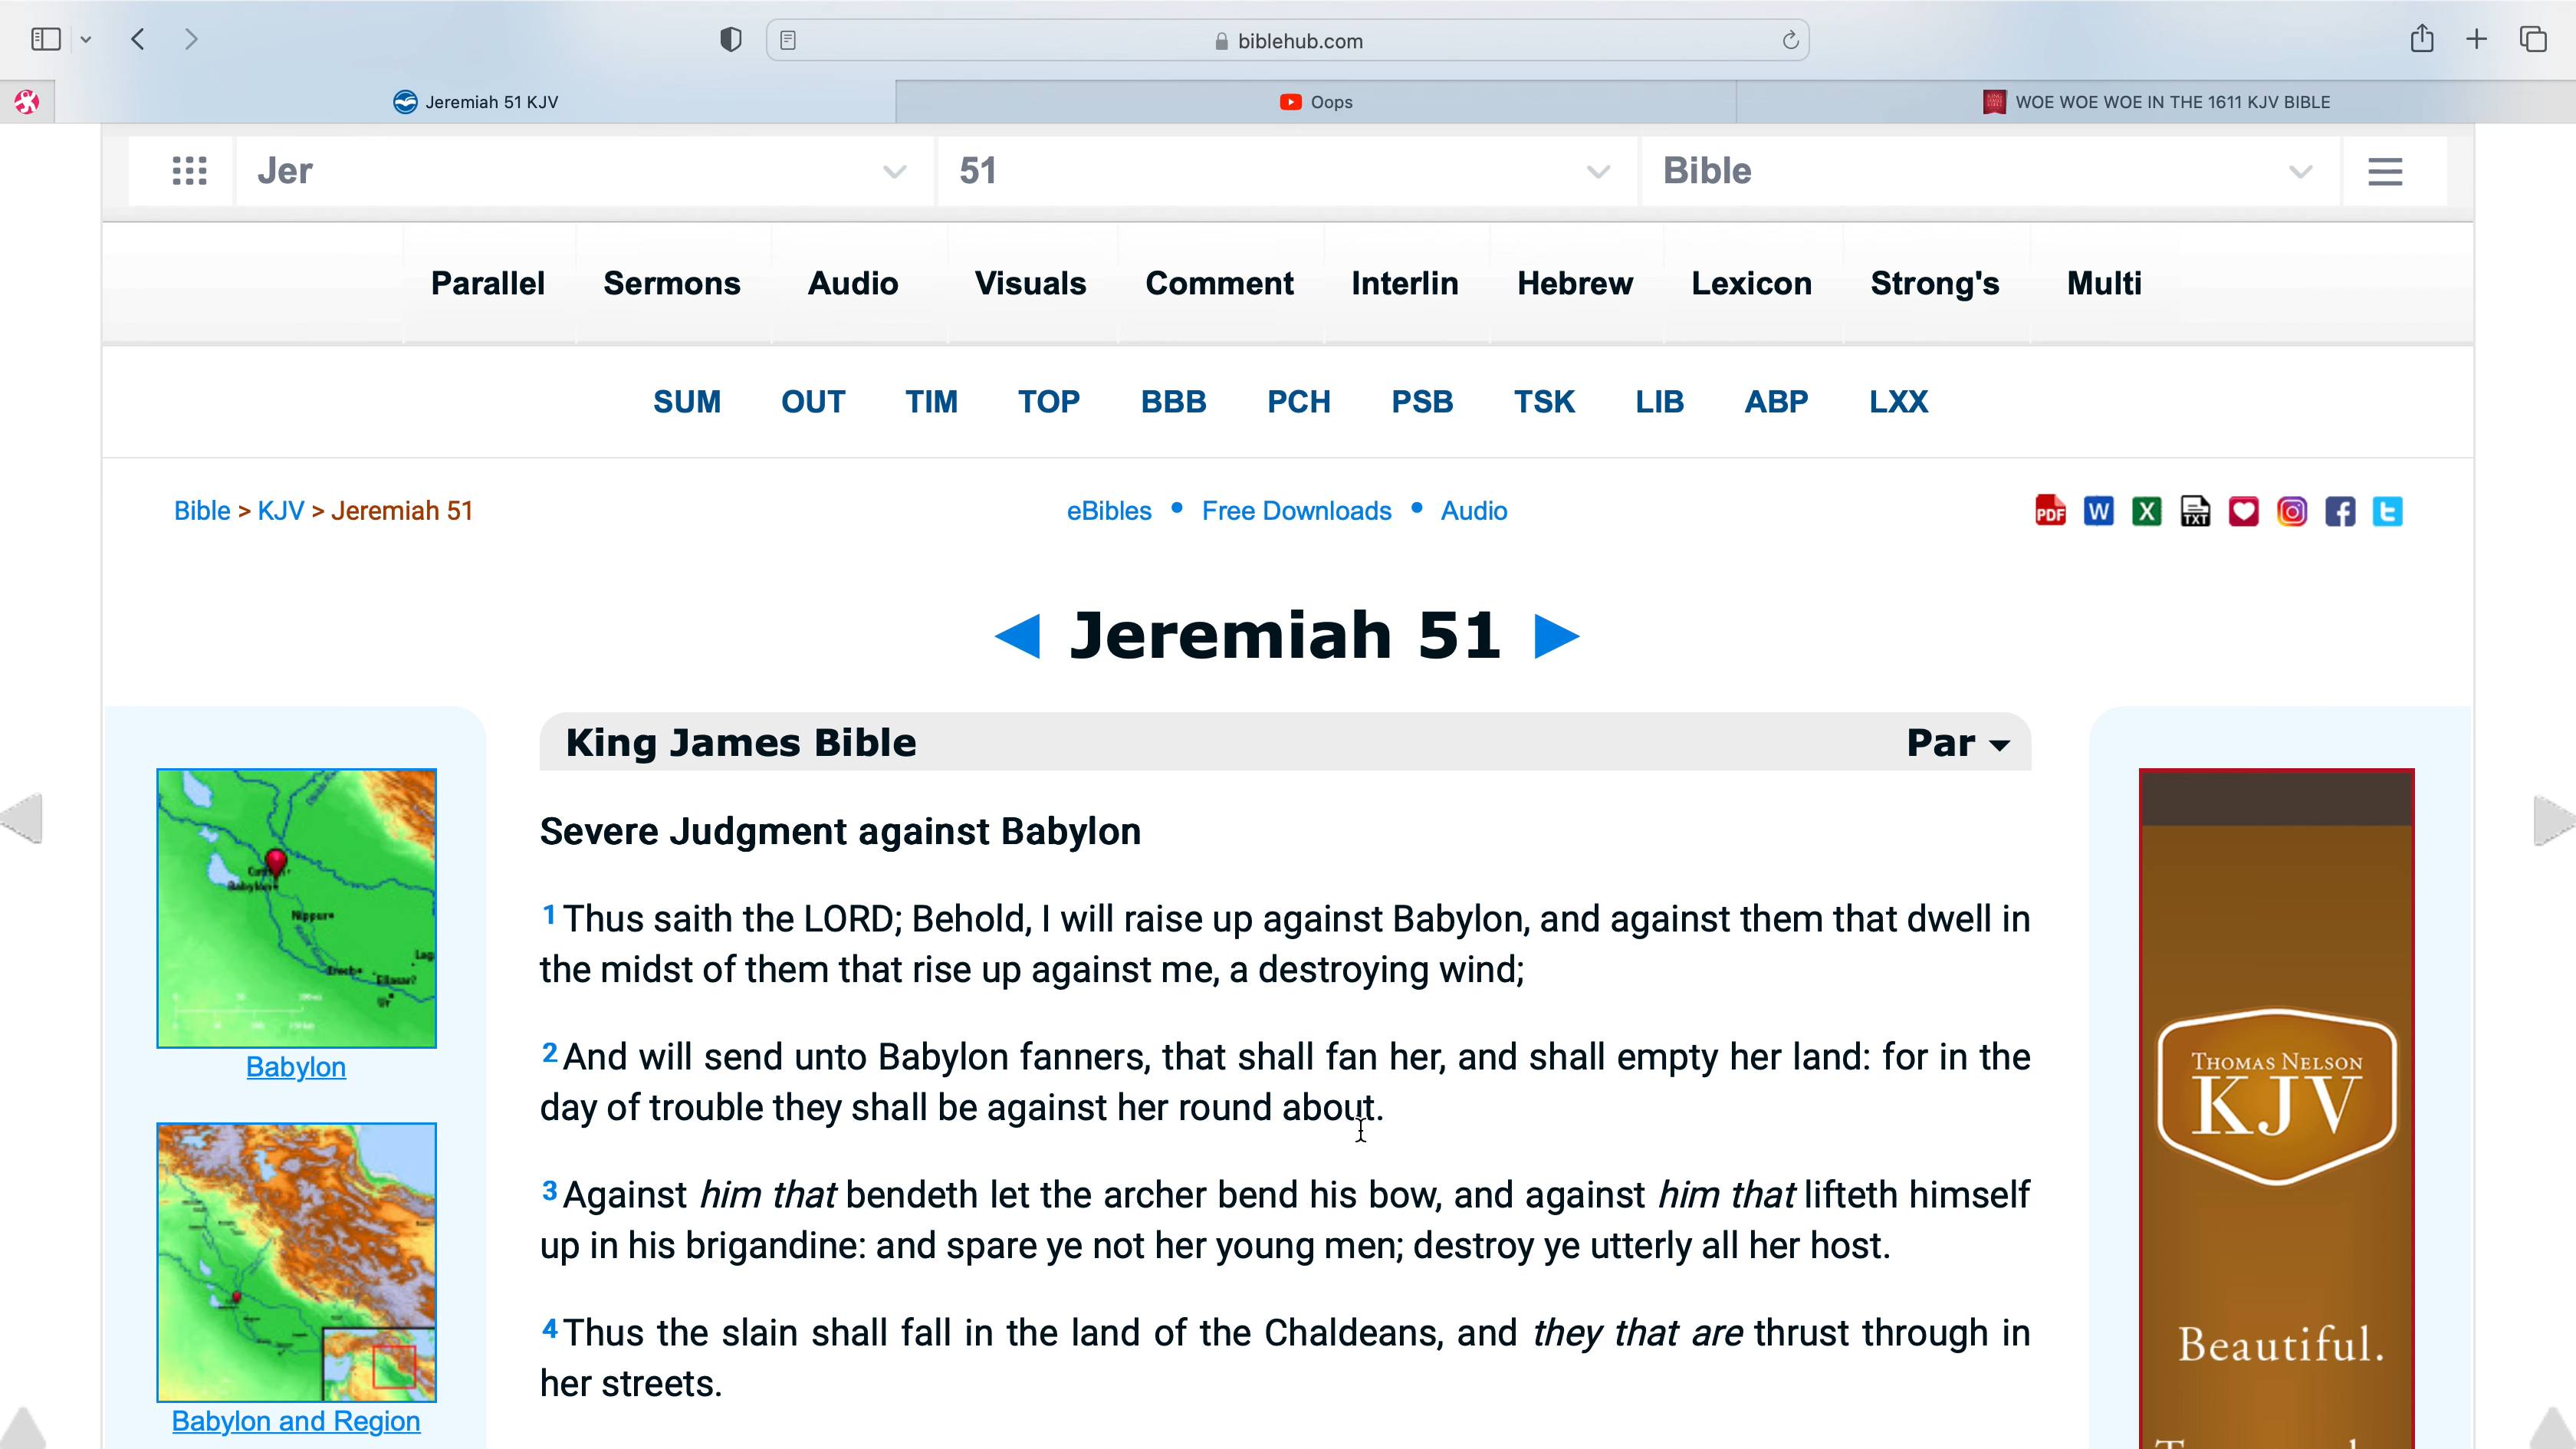 biblehub.com
Jeremiah 51 KJV
Oops
WOE WOE WOE IN THE 1611 KJV BIBLE
Jer
51
Bible
Parallel Sermons Audio Visuals Comment Interlin Hebrew Lexicon Strong's Multi
SUM OUT TIM TOP BBB PCH PSB TSK LIB ABP LXX
Bible > KJV > Jeremiah 51
eBibles • Free Downloads • Audio
PDF W X TXT
Jeremiah 51
King James Bible
Par
Severe Judgment against Babylon
1 Thus saith the LORD; Behold, I will raise up against Babylon, and against them that dwell in
the midst of them that rise up against me, a destroying wind;
2 And will send unto Babylon fanners, that shall fan her, and shall empty her land: for in the
day of trouble they shall be against her round about.
3 Against him that bendeth let the archer bend his bow, and against him that lifteth himself
up in his brigandine: and spare ye not her young men; destroy ye utterly all her host.
4 Thus the slain shall fall in the land of the Chaldeans, and they that are thrust through in
her streets.
Babylon
Nippur
Babylon
Babylon and Region
THOMAS NELSON
KJV
Beautiful.